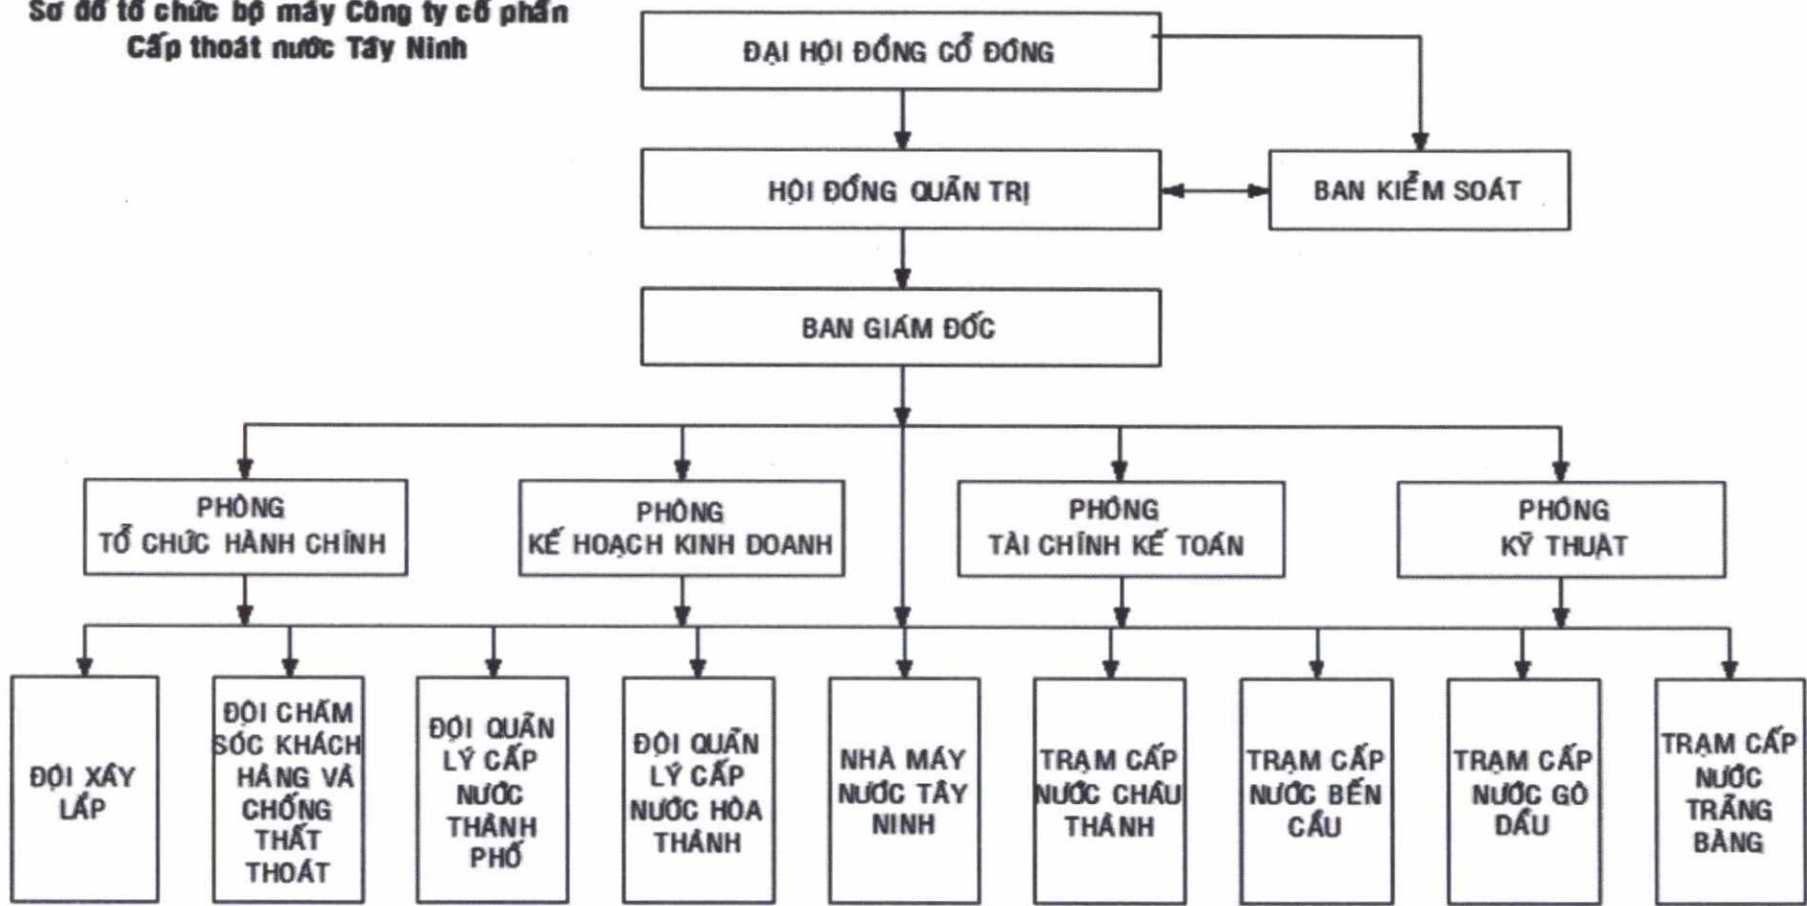 Sơ đồ tổ chức bộ máy Công ty cổ phần
Cấp thoát nước Tây Ninh
ĐẠI HỘI ĐỒNG CỔ ĐÔNG
HỘI ĐỒNG QUẢN TRỊ
BAN KIỂM SOÁT
BAN GIÁM ĐỐC
PHÒNG
TỔ CHỨC HÀNH CHÍNH
PHÒNG
KẾ HOẠCH KINH DOANH
PHÒNG
TÀI CHÍNH KẾ TOÁN
PHÒNG
KỸ THUẬT
ĐỘI XÂY
LẮP
ĐỘI CHĂM
SÓC KHÁCH
HÀNG VÀ
CHỐNG
THẤT
THOÁT
ĐỘI QUẢN
LÝ CẤP
NƯỚC
THÀNH
PHỐ
ĐỘI QUẢN
LÝ CẤP
NƯỚC HÒA
THÀNH
NHÀ MÁY
NƯỚC TÂY
NINH
TRẠM CẤP
NƯỚC CHÂU
THÀNH
TRẠM CẤP
NƯỚC BẾN
CẦU
TRẠM CẤP
NƯỚC GÒ
DẦU
TRẠM CẤP
NƯỚC
TRẢNG
BÀNG